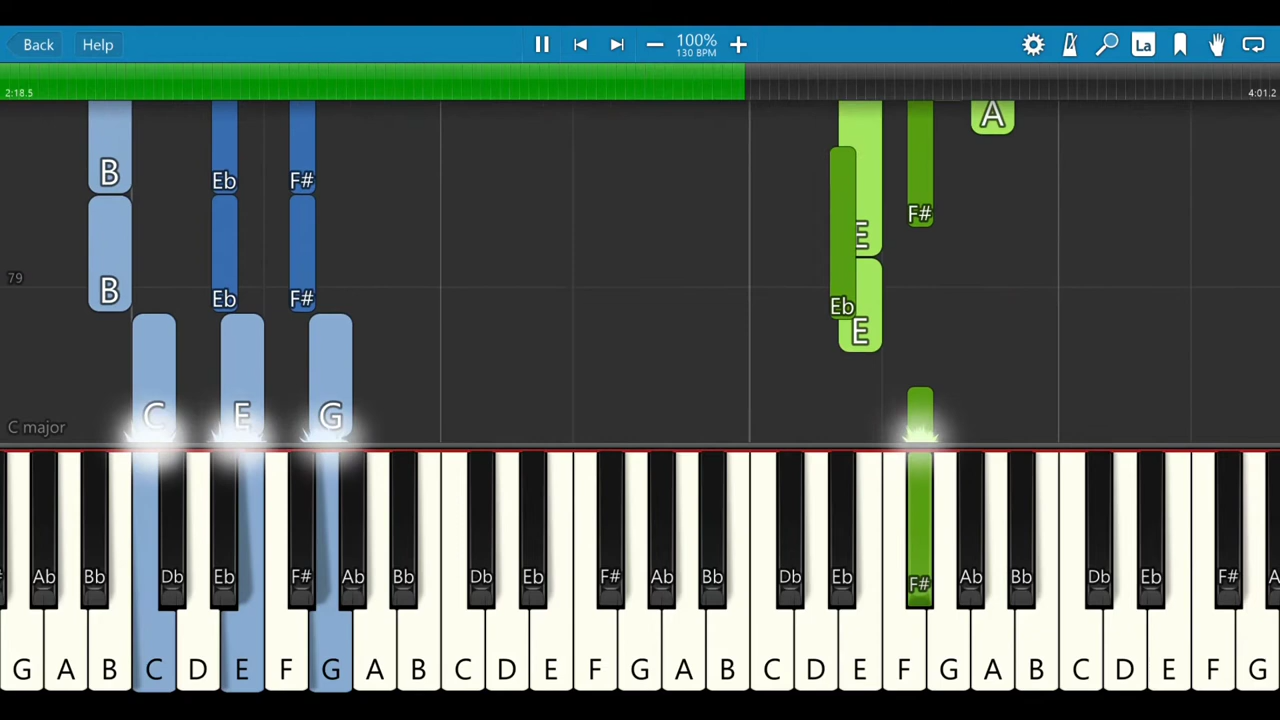 Back Help 100% La
130 BPM
2:18.5 4:01.2
A
B Eb F# F#
E
79
B Eb F# Eb
E
C E G
C major
Ab Bb Db Eb F# Ab Bb Db Eb F# Ab Bb Db Eb F# Ab Bb Db Eb F#
G A B C D E F G A B C D E F G A B C D E F G A B C D E F G